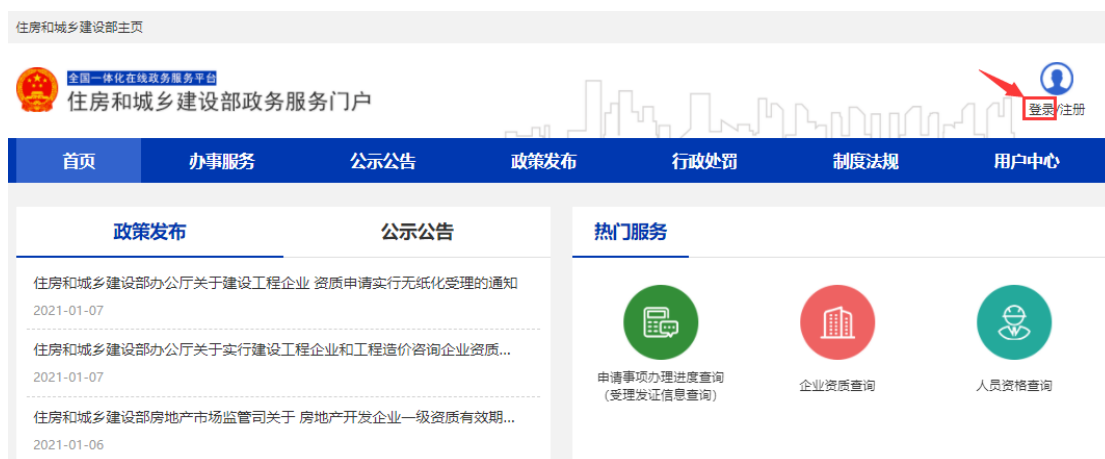 住房和城乡建设部主页
全国一体化在线政务服务平台
住房和城乡建设部政务服务门户
登录/注册
首页 办事服务 公示公告 政策发布 行政处罚 制度法规 用户中心
政策发布 公示公告
住房和城乡建设部办公厅关于建设工程企业 资质申请实行无纸化受理的通知
2021-01-07
住房和城乡建设部办公厅关于实行建设工程企业和工程造价咨询企业资质...
2021-01-07
住房和城乡建设部房地产市场监管司关于 房地产开发企业一级资质有效期...
2021-01-06
热门服务
申请事项办理进度查询
(受理发证信息查询)
企业资质查询
人员资格查询